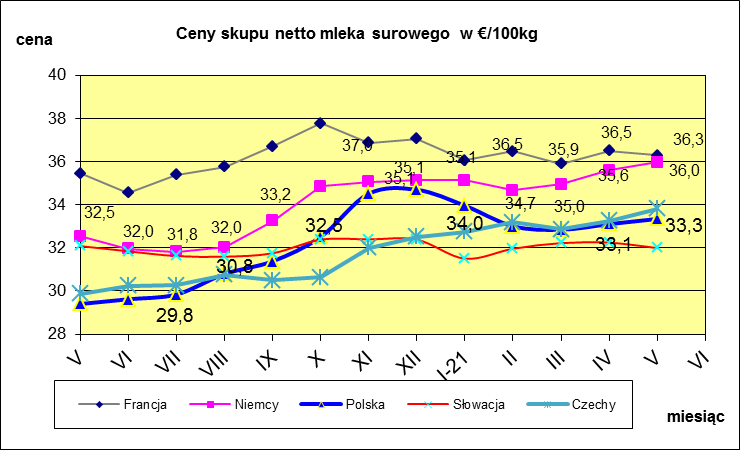 Ceny skupu netto mleka surowego w €/100kg
cena
40
38
36
34
32
30
28
37,0
36,5
35,9
36,5
36,3
32,5
32,0
31,8
32,0
33,2
35,1
35,1
35,1
34,7
35,0
35,6
36,0
29,8
30,8
32,5
34,0
33,1
33,3
V
VI
VII
VIII
IX
X
XI
XII
I-21
II
III
IV
V
VI
Francja
Niemcy
Polska
Słowacja
Czechy
miesiąc